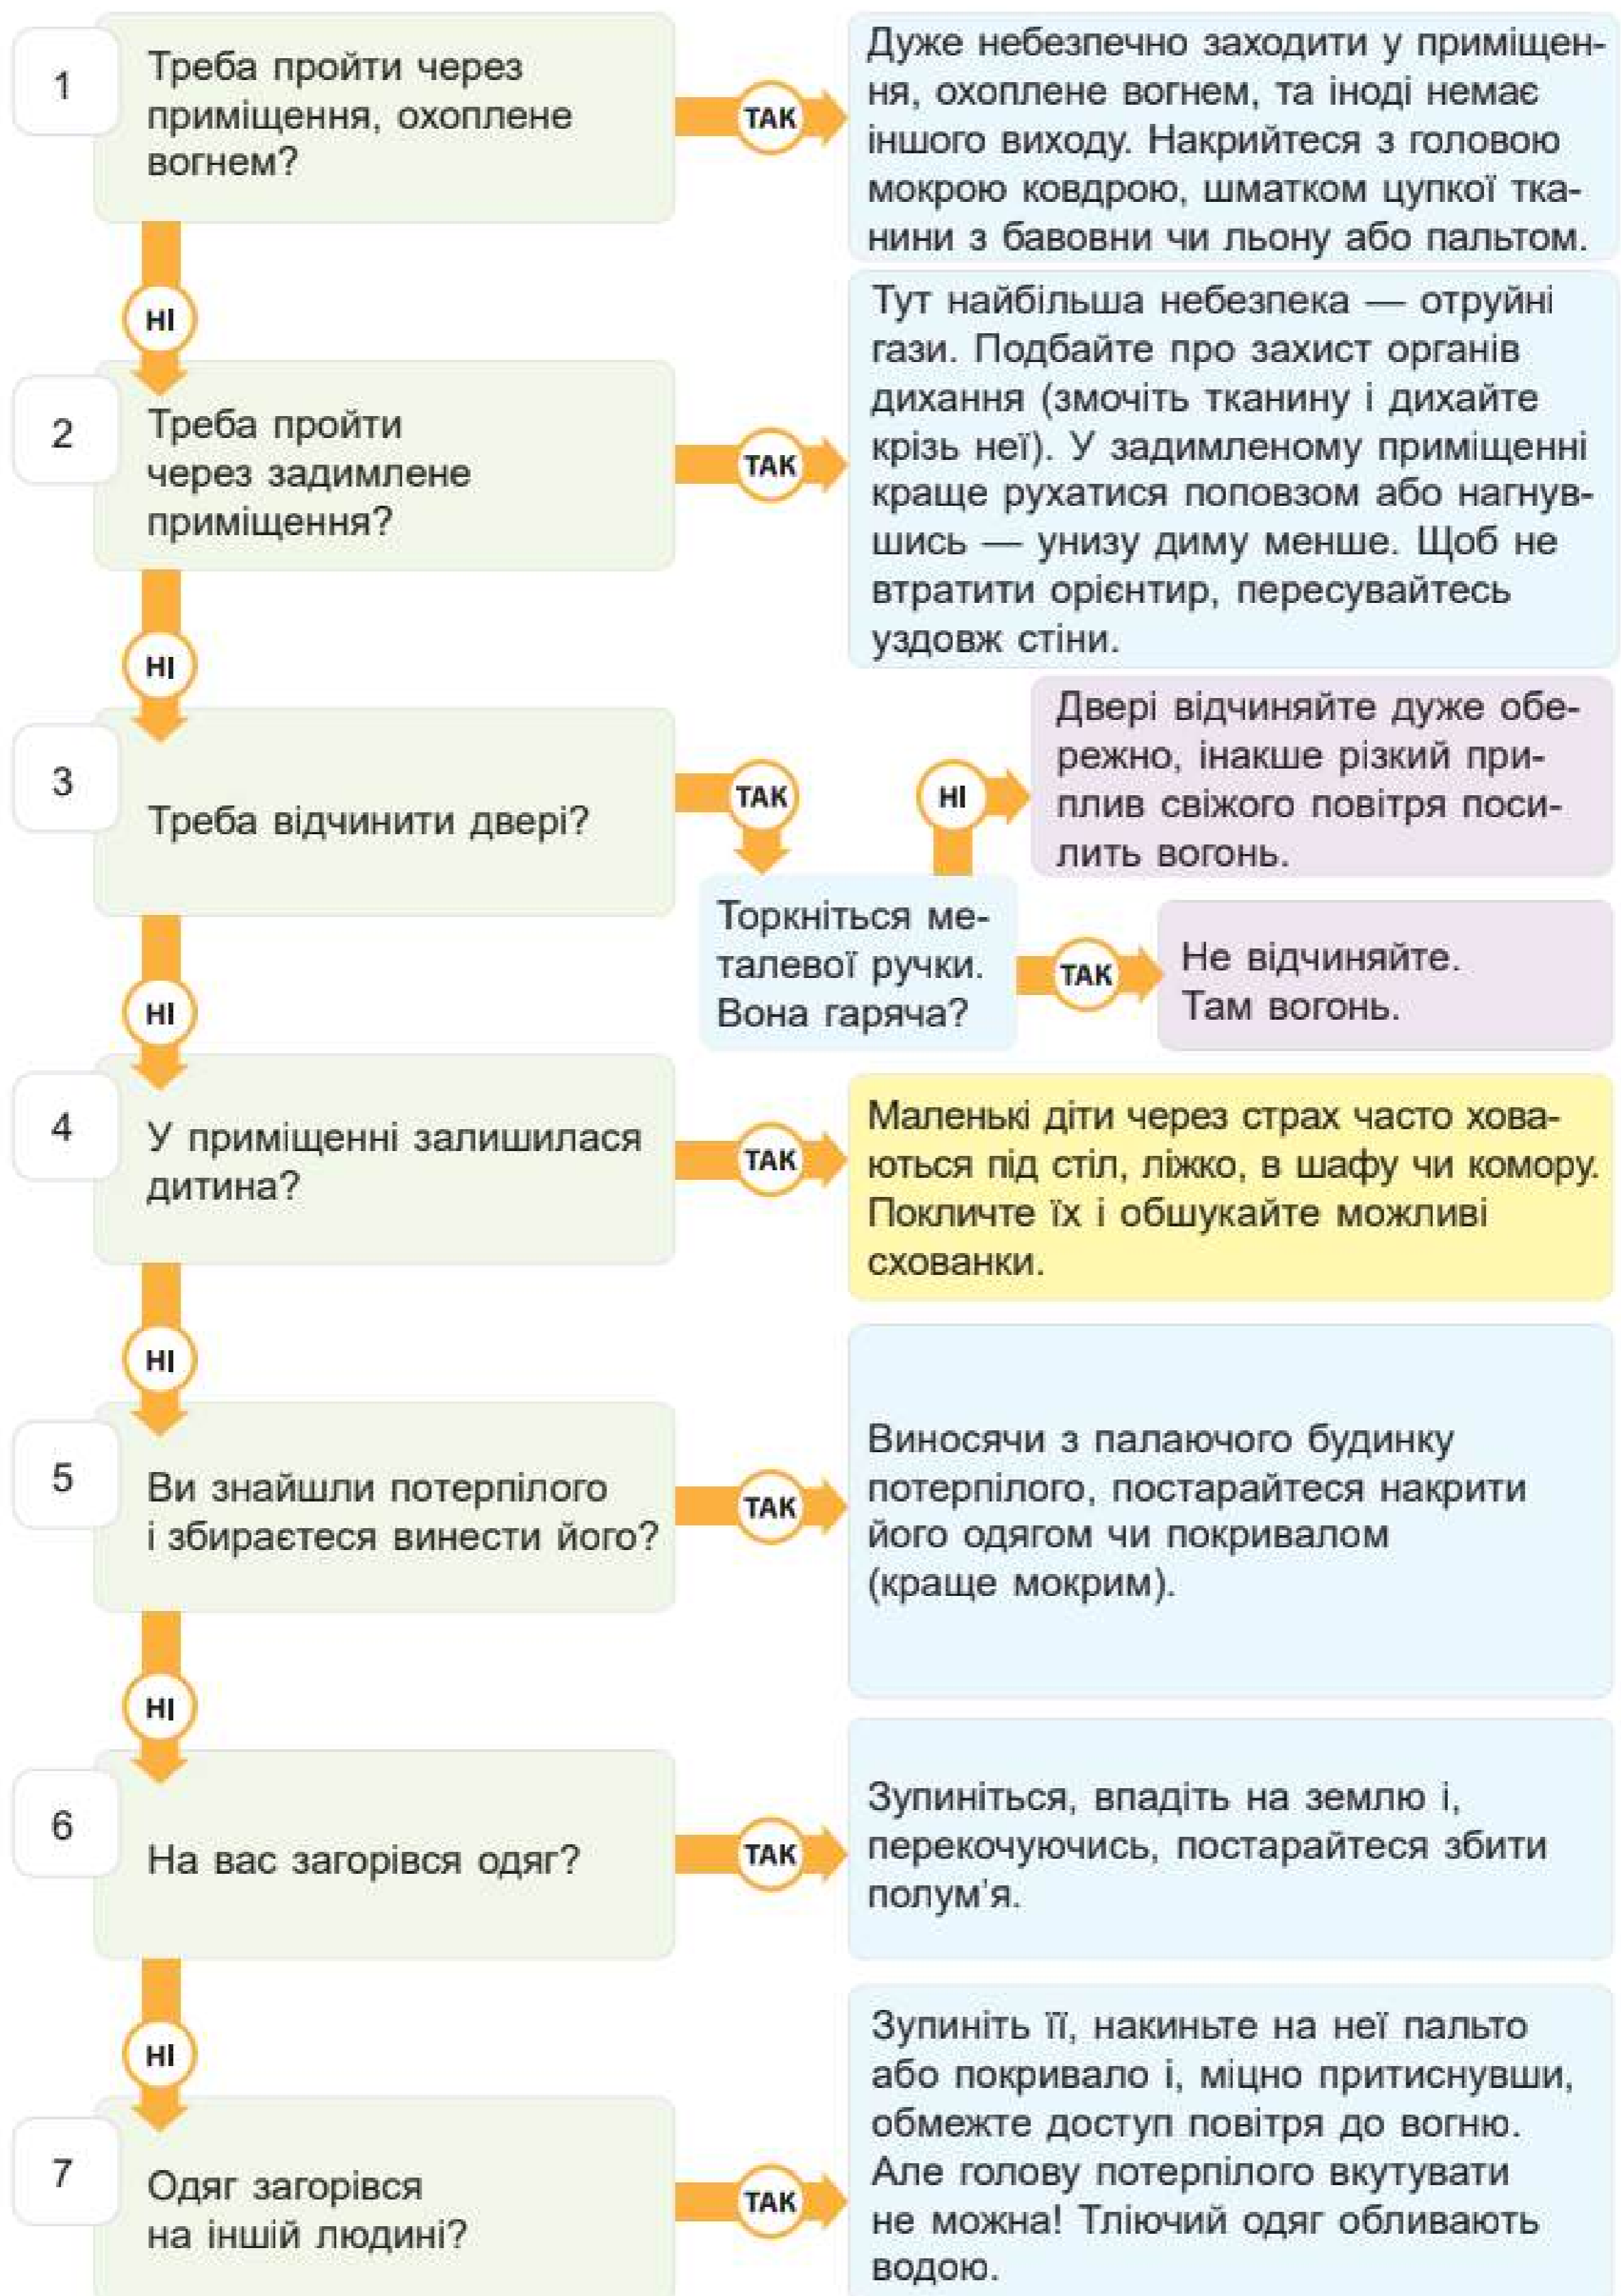 1
Треба пройти через
приміщення, охоплене
вогнем?
ТАК
Дуже небезпечно заходити у приміщен-
ня, охоплене вогнем, та іноді немає
іншого виходу. Накрийтеся з головою
мокрою ковдрою, шматком цупкої тка-
нини з бавовни чи льону або пальтом.
НІ
2
Треба пройти
через задимлене
приміщення?
ТАК
Тут найбільша небезпека — отруйні
гази. Подбайте про захист органів
дихання (змочіть тканину і дихайте
крізь неї). У задимленому приміщенні
краще рухатися поповзом або нагнув-
шись — унизу диму менше. Щоб не
втратити орієнтир, пересувайтесь
уздовж стіни.
НІ
3
Треба відчинити двері?
ТАК
Торкніться ме-
талевої ручки.
Вона гаряча?
НІ
Двері відчиняйте дуже обе-
режно, інакше різкий при-
плив свіжого повітря поси-
лить вогонь.
ТАК
Не відчиняйте.
Там вогонь.
НІ
4
У приміщенні залишилася
дитина?
ТАК
Маленькі діти через страх часто хова-
ються під стіл, ліжко, в шафу чи комору.
Покличте їх і обшукайте можливі
схованки.
НІ
5
Ви знайшли потерпілого
і збираєтеся винести його?
ТАК
Виносячи з палаючого будинку
потерпілого, постарайтеся накрити
його одягом чи покривалом
(краще мокрим).
НІ
6
На вас загорівся одяг?
ТАК
Зупиніться, впадіть на землю і,
перекочуючись, постарайтеся збити
полум’я.
НІ
7
Одяг загорівся
на іншій людині?
ТАК
Зупиніть її, накиньте на неї пальто
або покривало і, міцно притиснувши,
обмежте доступ повітря до вогню.
Але голову потерпілого вкутувати
не можна! Тліючий одяг обливають
водою.